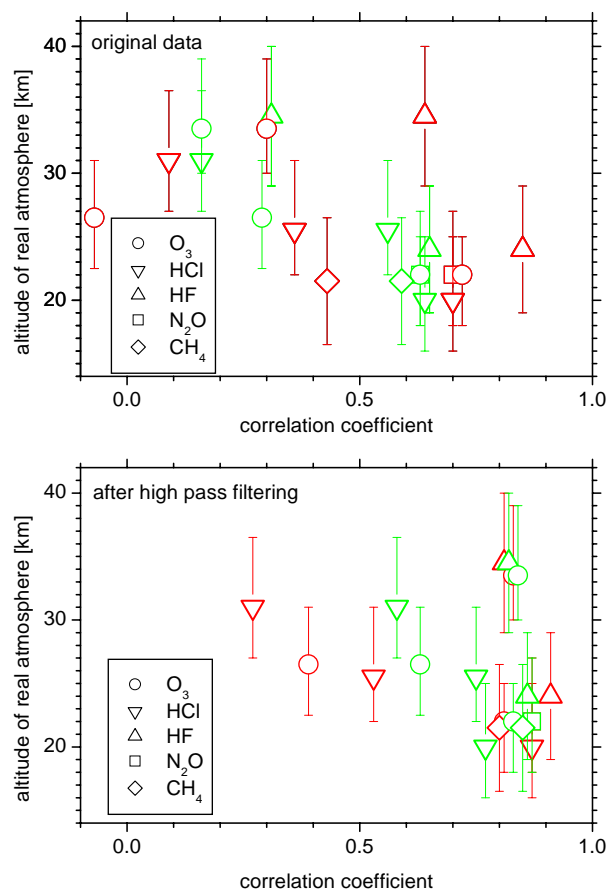 original data
altitude of real atmosphere [km]
40
30
20
O3
HCl
HF
N2O
CH4
0.0 0.5 1.0
correlation coefficient
after high pass filtering
altitude of real atmosphere [km]
40
30
20
O3
HCl
HF
N2O
CH4
0.0 0.5 1.0
correlation coefficient